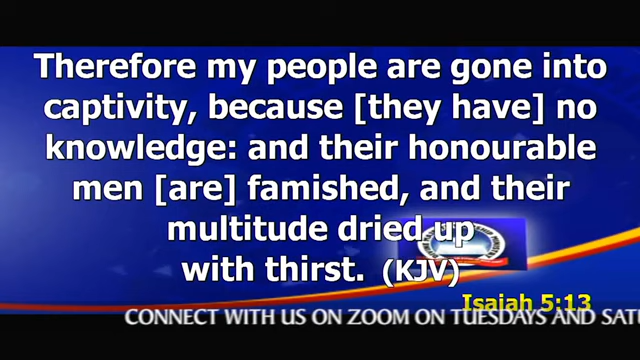 Therefore my people are gone into
captivity, because [they have] no
knowledge: and their honourable
men [are] famished, and their
multitude dried up
with thirst. (KJV)
Isaiah 5:13
CONNECT WITH US ON ZOOM ON TUESDAYS AND SATU